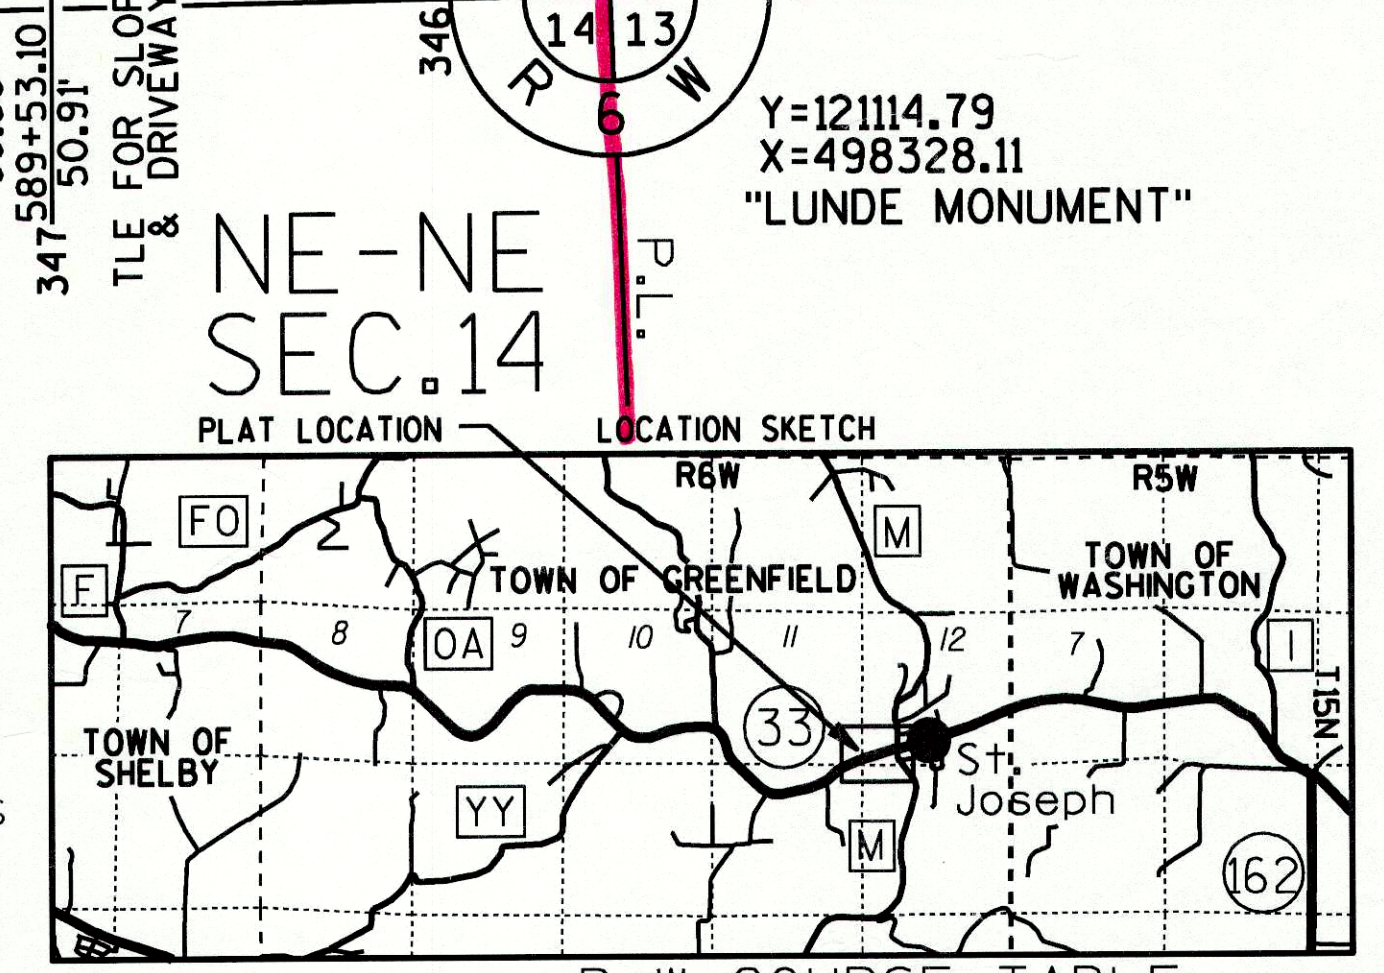 589+53.10
50.91'
347
TLE FOR SLOP
& DRIVEWAY
346
14 13
R 6 W
Y=121114.79
X=498328.11
"LUNDE MONUMENT"
P.L.
NE-NE
SEC.14
PLAT LOCATION
LOCATION SKETCH
R6W
R5W
FO
M
F
TOWN OF GREENFIELD
TOWN OF
WASHINGTON
7
8
OA
9
10
11
12
7
I
T.15N
33
TOWN OF
SHELBY
St.
Joseph
YY
M
162